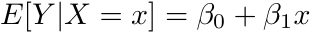 E[Y|X = x] = β₀ + β₁x